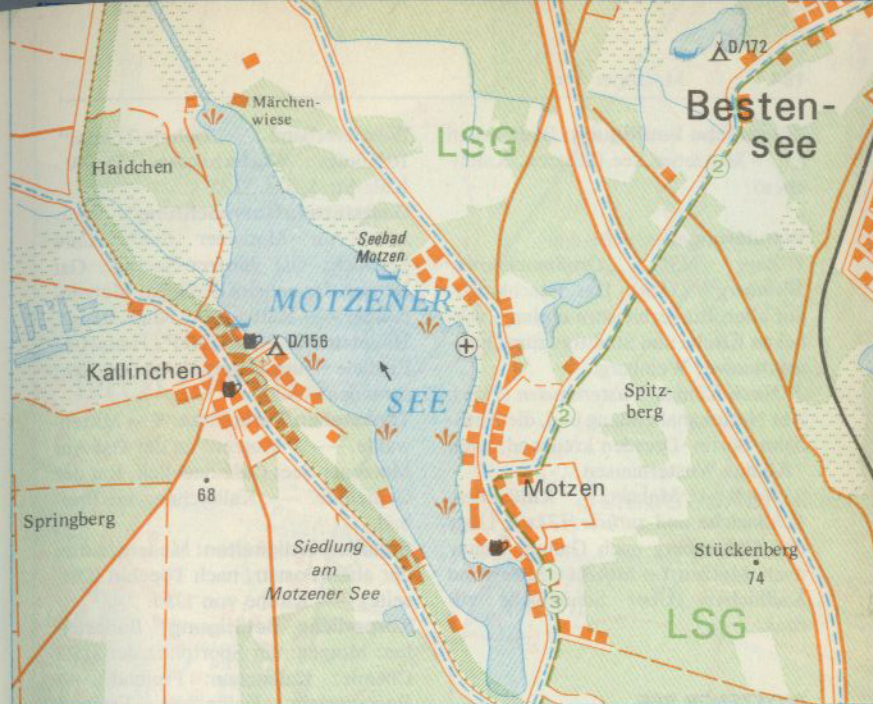 D/172
Besten-
see
Märchen-
wiese
LSG
Haidchen
2
Seebad
Motzen
MOTZENER
SEE
D/156
Kallinchen
Spitz-
berg
2
68
Motzen
Springberg
Siedlung
am
Motzener See
Stückenberg
74
1
3
LSG